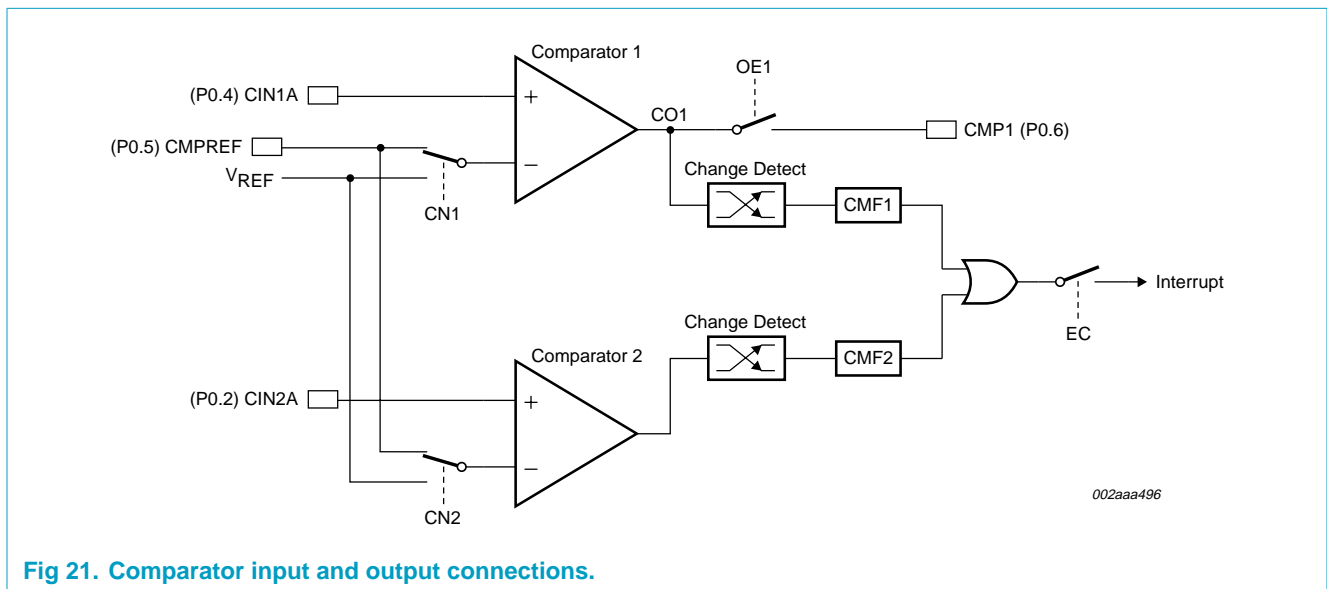 Comparator 1
OE1
(P0.4) CIN1A
+
CO1
CMP1 (P0.6)
(P0.5) CMPREF
−
VREF
CN1
Change Detect
CMF1
Interrupt
EC
Change Detect
CMF2
Comparator 2
(P0.2) CIN2A
+
−
CN2
002aaa496
Fig 21. Comparator input and output connections.